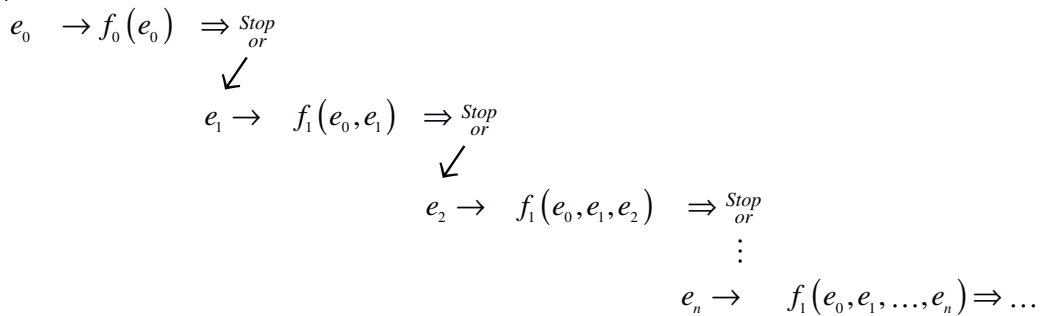 e₀ → f₀(e₀) ⇒ Stop
or
e₁ → f₁(e₀,e₁) ⇒ Stop
or
e₂ → f₁(e₀,e₁,e₂) ⇒ Stop
or
⋮
eₙ → f₁(e₀,e₁,…,eₙ) ⇒ …